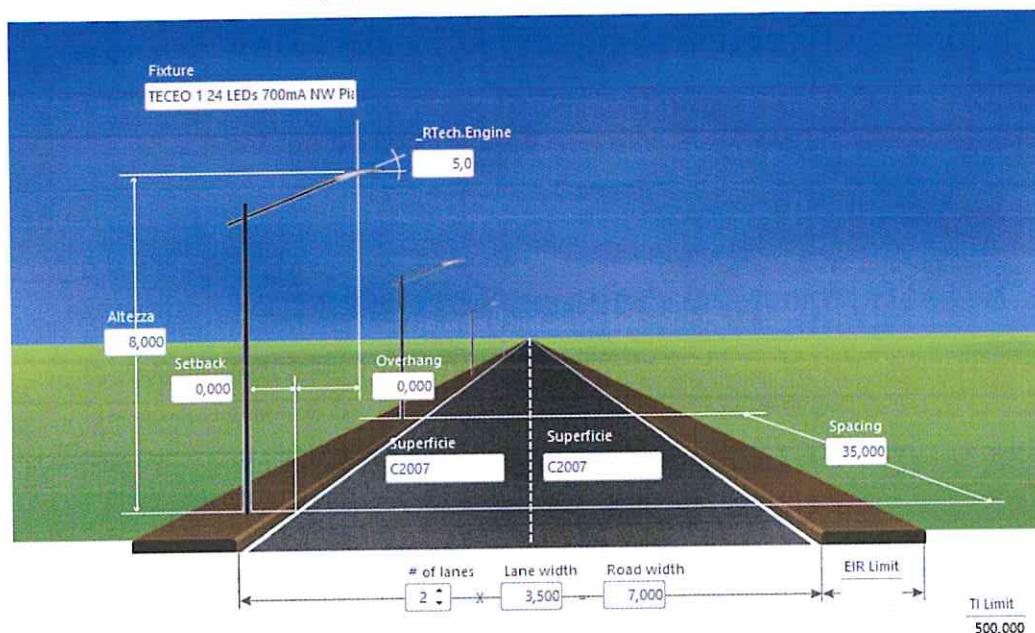 Fixture
TECEO 1 24 LEDs 700mA NW Pia
_RTech.Engine
5,0
Altezza
8,000
Setback
0,000
Overhang
0,000
Superficie
C2007
Superficie
C2007
Spacing
35,000
# of lanes
Lane width
Road width
2 x 3,500 = 7,000
EIR Limit
TI Limit
500,000